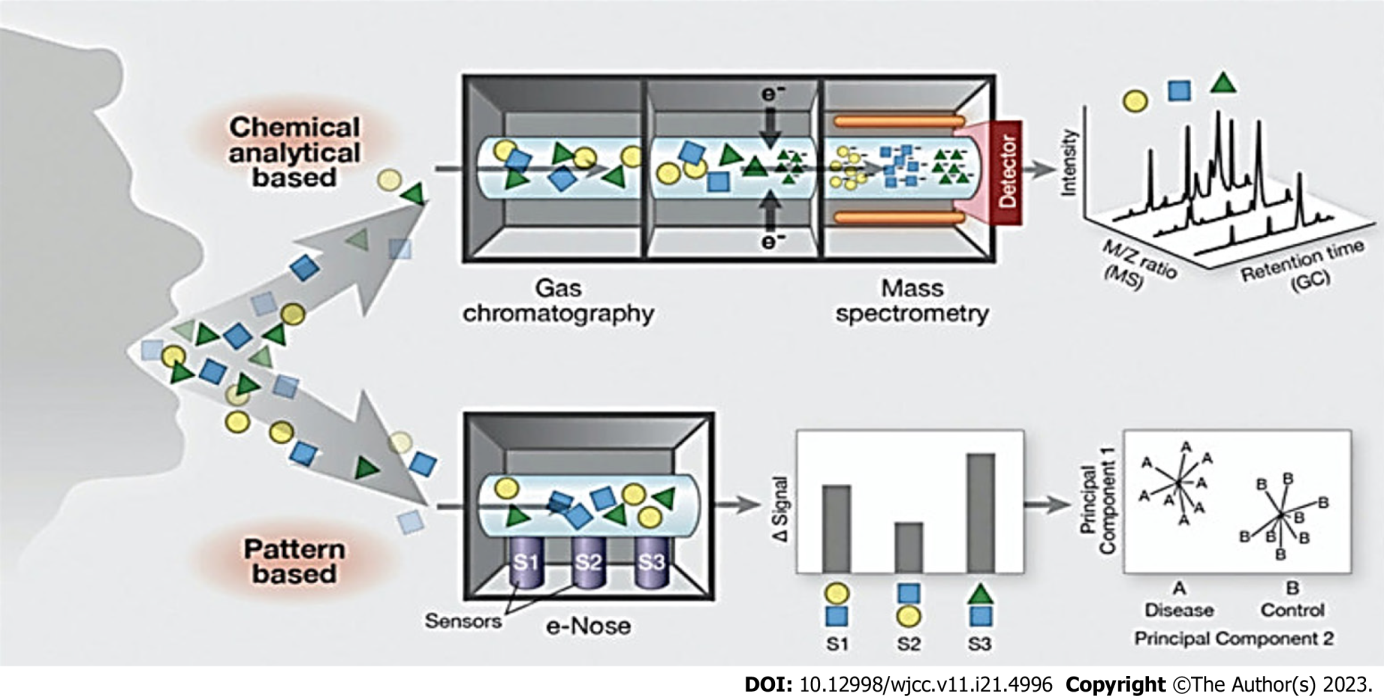 Chemical
analytical
based
e-
e-
Detector
Gas
chromatography
Mass
spectrometry
Intensity
M/Z ratio
(MS)
Retention time
(GC)
Pattern
based
S1 S2 S3
Sensors
e-Nose
Δ Signal
S1 S2 S3
Principal
Component 1
A
A
A
A
A
A
A
A
B
B
B
B
B
B
B
B
A
Disease
B
Control
Principal Component 2
DOI: 10.12998/wjcc.v11.i21.4996 Copyright ©The Author(s) 2023.